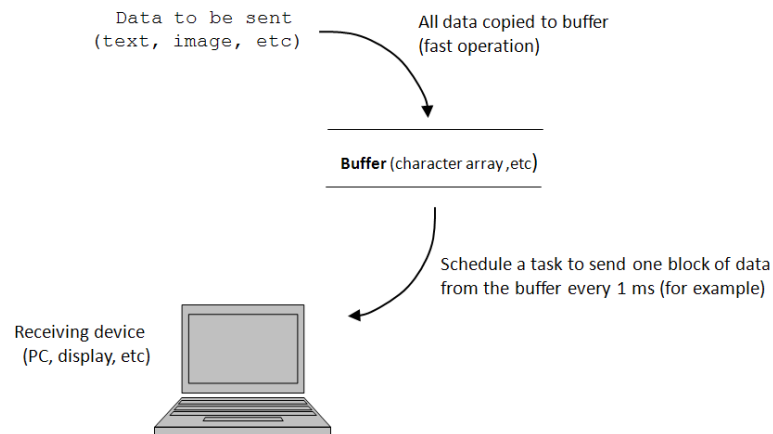 Data to be sent
(text, image, etc)
All data copied to buffer
(fast operation)
Buffer (character array ,etc)
Schedule a task to send one block of data
from the buffer every 1 ms (for example)
Receiving device
(PC, display, etc)